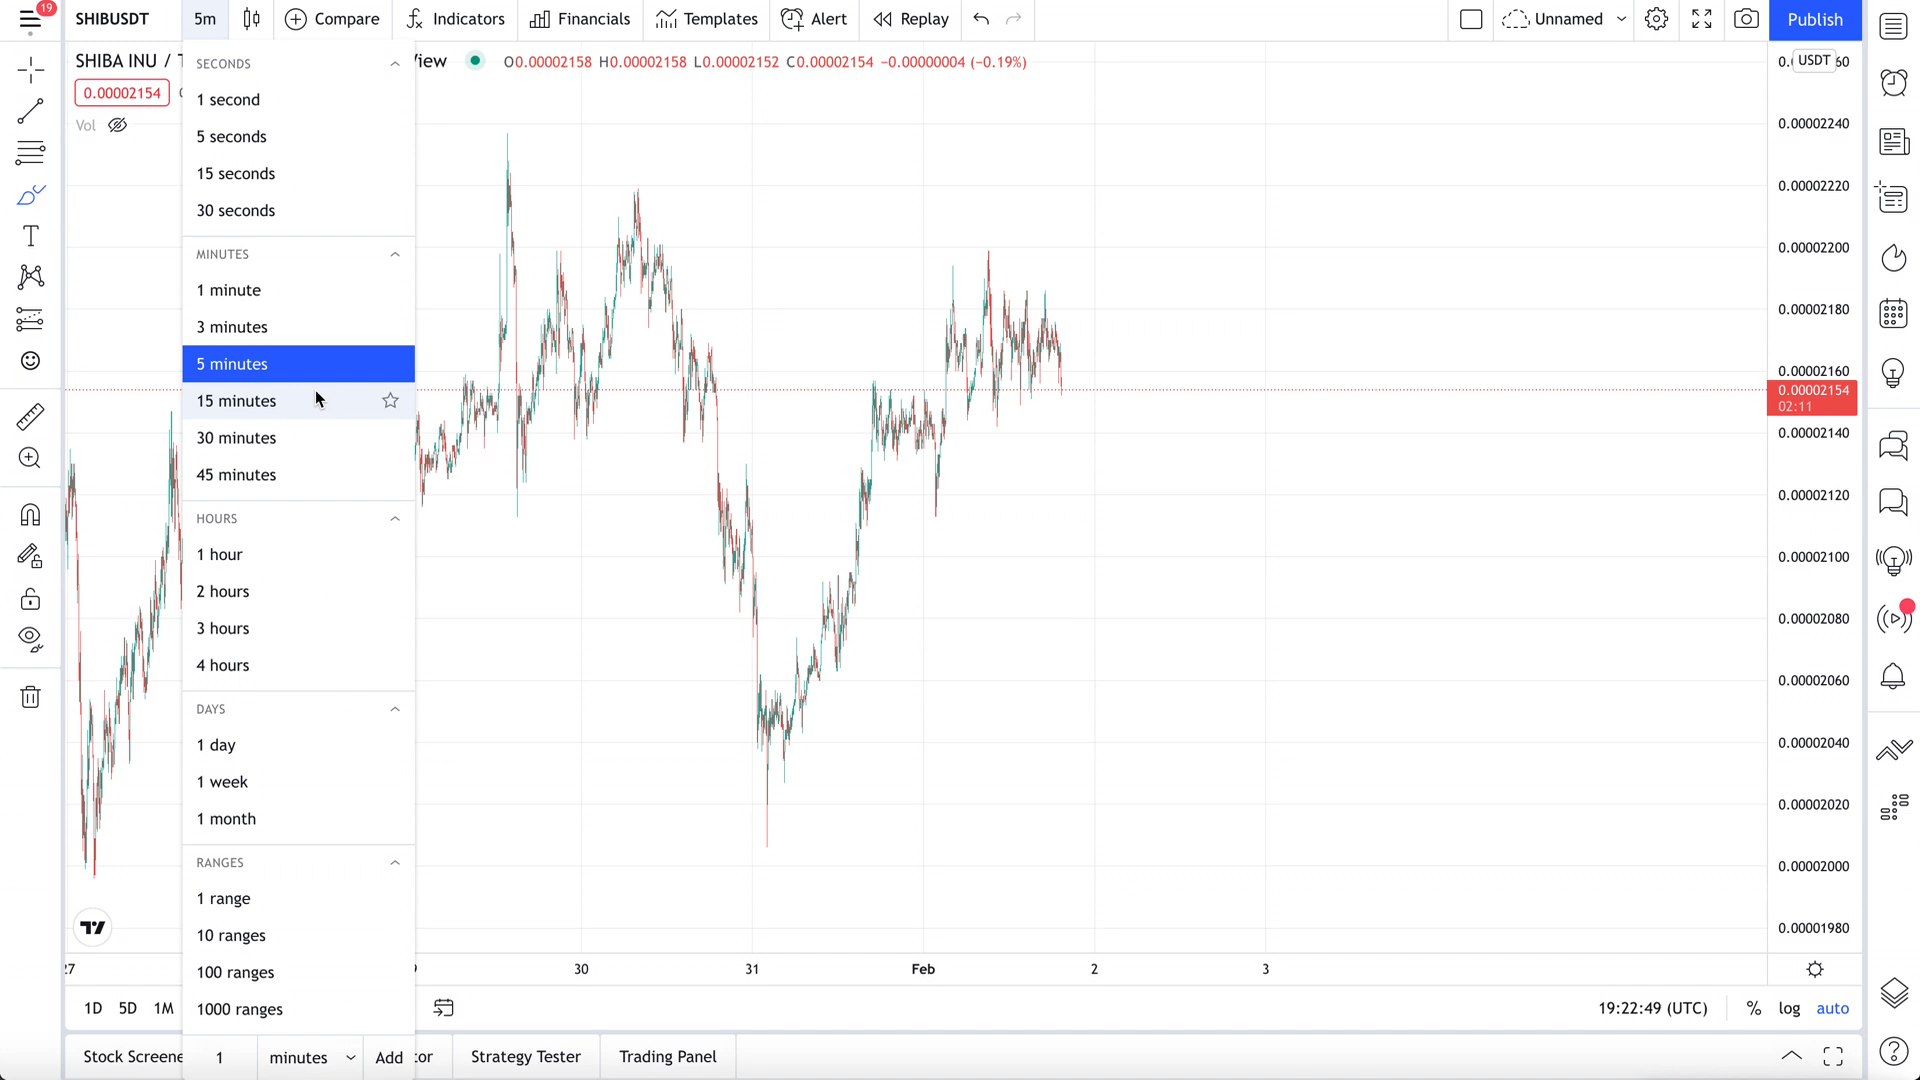 19
SHIBUSDT
5m
Compare
Indicators
Financials
Templates
Alert
Replay
Unnamed
Publish
SHIBA INU / T
iew
O0.00002158 H0.00002158 L0.00002152 C0.00002154 −0.00000004 (−0.19%)
0.00002154
Vol
SECONDS
1 second
5 seconds
15 seconds
30 seconds
MINUTES
1 minute
3 minutes
5 minutes
15 minutes
30 minutes
45 minutes
HOURS
1 hour
2 hours
3 hours
4 hours
DAYS
1 day
1 week
1 month
RANGES
1 range
10 ranges
100 ranges
1000 ranges
1 minutes Add
USDT
0. 60
0.00002240
0.00002220
0.00002200
0.00002180
0.00002160
0.00002154
02:11
0.00002140
0.00002120
0.00002100
0.00002080
0.00002060
0.00002040
0.00002020
0.00002000
0.00001980
27
30
31
Feb
2
3
1D 5D 1M
19:22:49 (UTC)
% log auto
Stock Screene
tor
Strategy Tester
Trading Panel